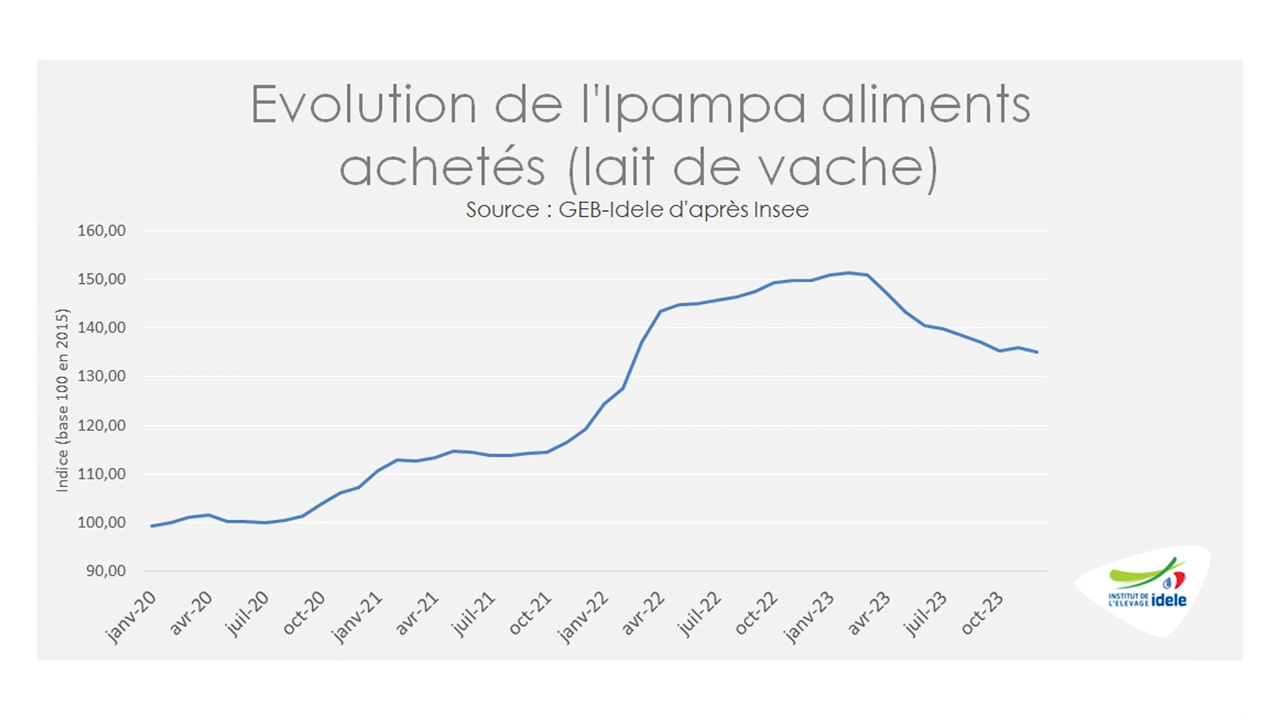 Evolution de l'Ipampa aliments
achetés (lait de vache)
Source : GEB-Idele d'après Insee
Indice (base 100 en 2015)
160,00
150,00
140,00
130,00
120,00
110,00
100,00
90,00
janv-20
avr-20
juil-20
oct-20
janv-21
avr-21
juil-21
oct-21
janv-22
avr-22
juil-22
oct-22
janv-23
avr-23
juil-23
oct-23
INSTITUT DE
L'ELEVAGE idele